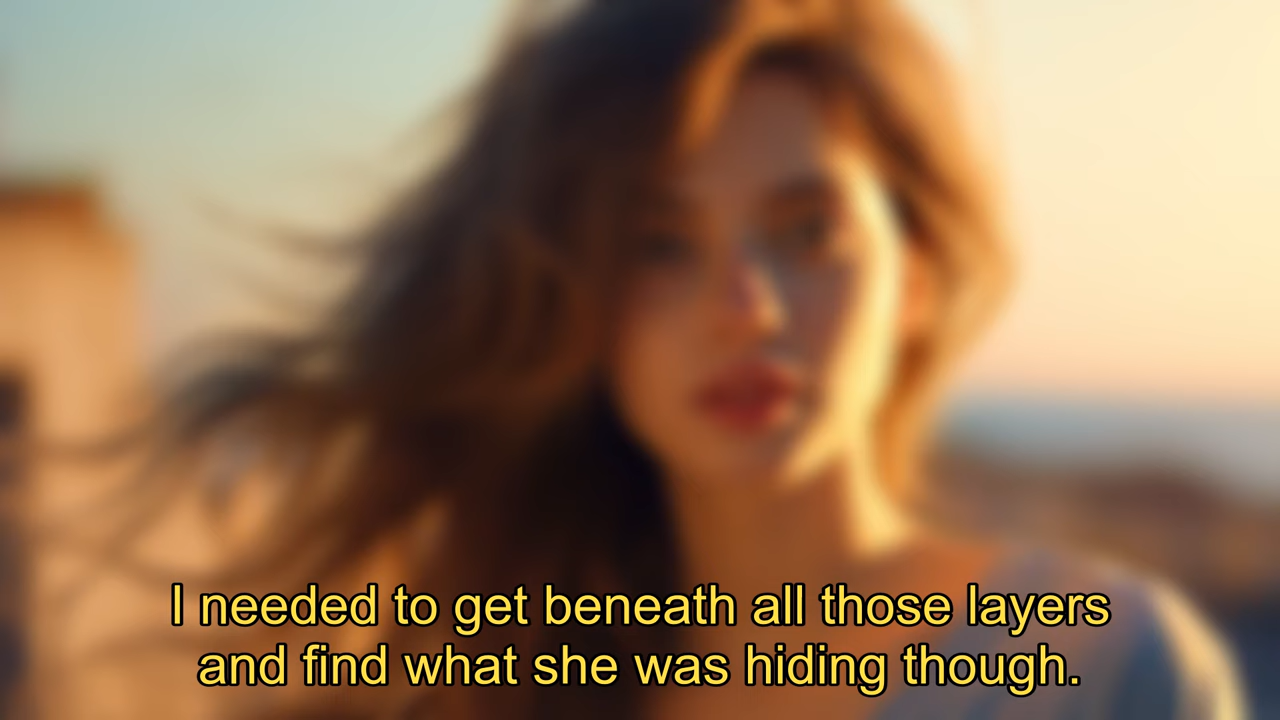 I needed to get beneath all those layers
and find what she was hiding though.